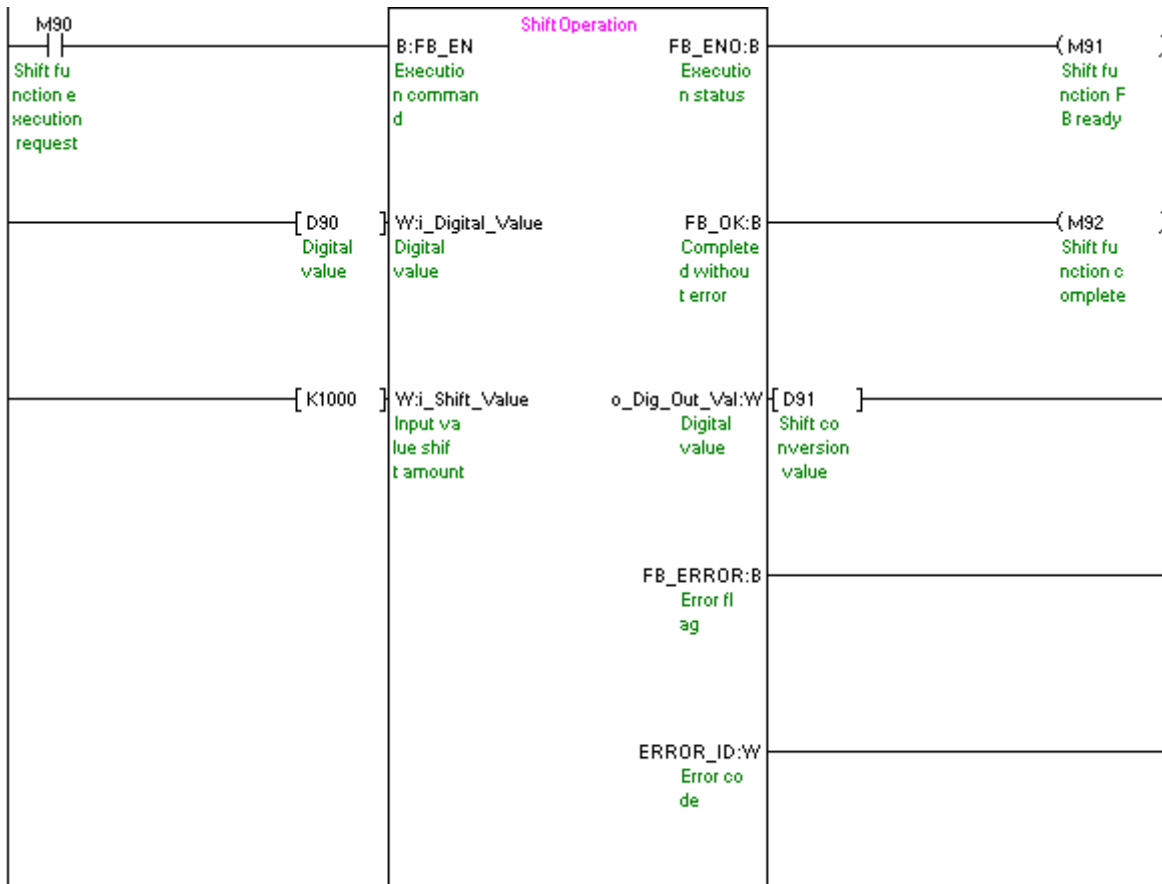 M90
Shift fu
nction e
xecution
request
Shift Operation
B:FB_EN
Executio
n comman
d
FB_ENO:B
Executio
n status
M91
Shift fu
nction F
B ready
D90
Digital
value
W:i_Digital_Value
Digital
value
FB_OK:B
Complete
d withou
t error
M92
Shift fu
nction c
omplete
K1000
W:i_Shift_Value
Input va
lue shif
t amount
o_Dig_Out_Val:W
Digital
value
D91
Shift co
nversion
value
FB_ERROR:B
Error fl
ag
ERROR_ID:W
Error co
de